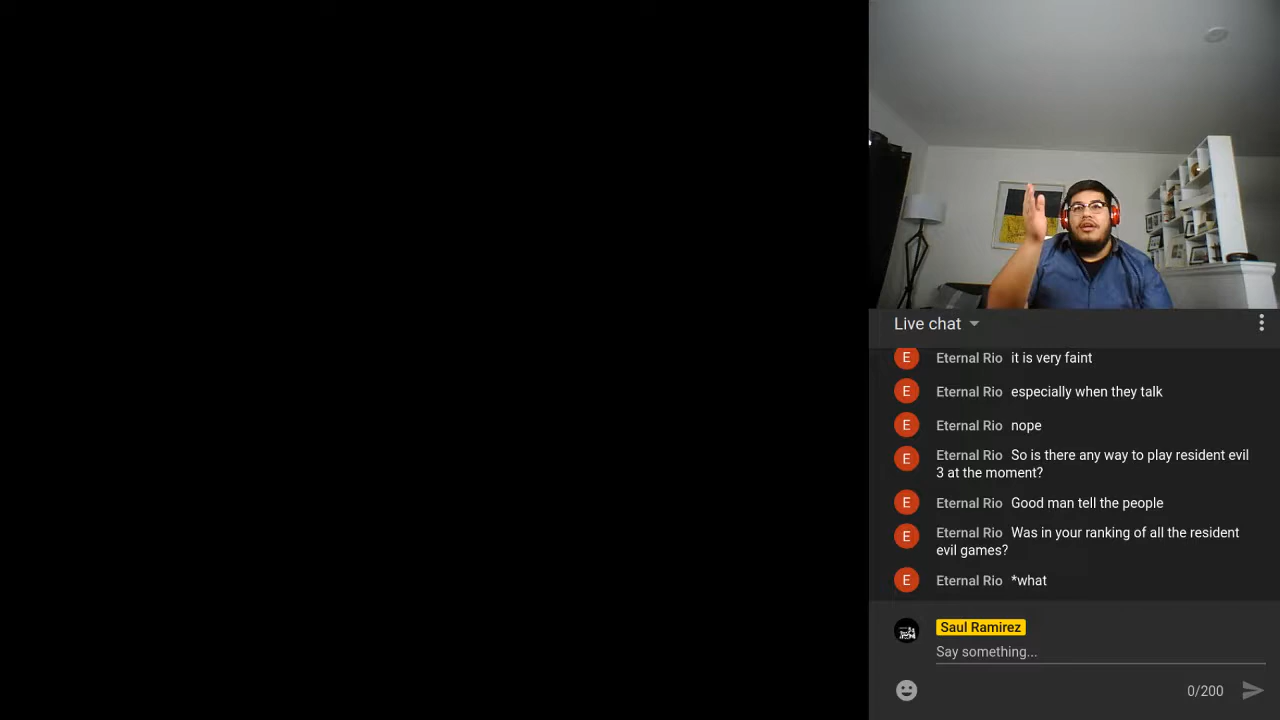 Live chat
E Eternal Rio it is very faint
E Eternal Rio especially when they talk
E Eternal Rio nope
E Eternal Rio So is there any way to play resident evil
3 at the moment?
E Eternal Rio Good man tell the people
E Eternal Rio Was in your ranking of all the resident
evil games?
E Eternal Rio *what
Saul Ramirez
Say something...
0/200